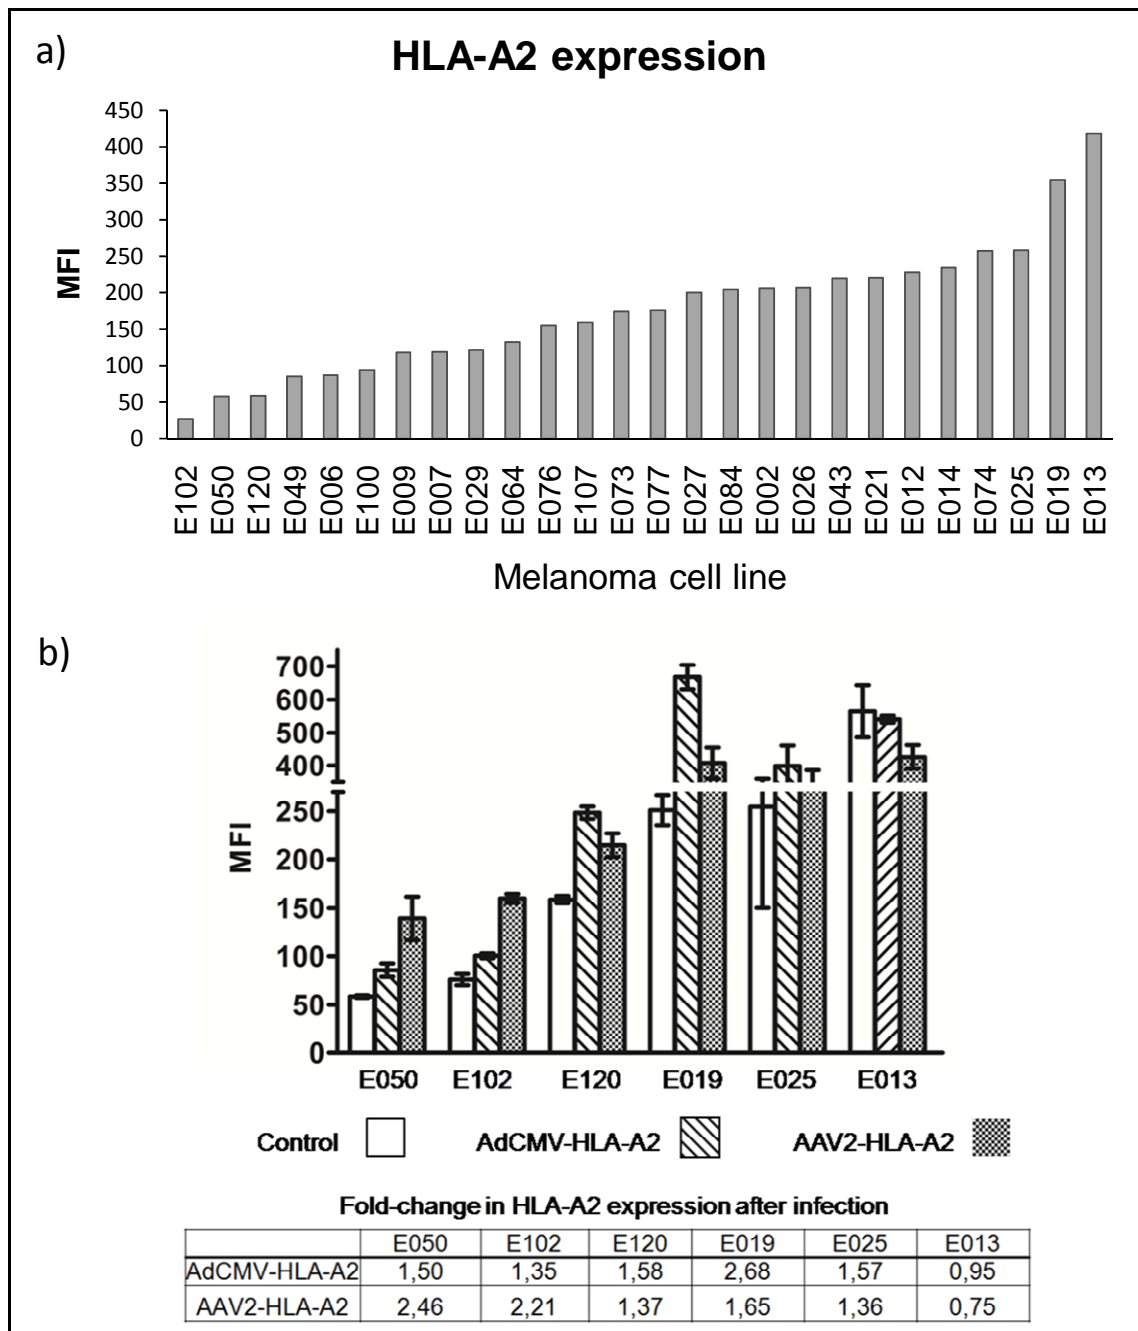 a)
HLA-A2 expression
450
400
350
300
250
200
150
100
50
0
MFI
E102 E050 E120 E049 E006 E100 E009 E007 E029 E064 E076 E107 E073 E077 E027 E084 E002 E026 E043 E021 E012 E014 E074 E025 E019 E013
Melanoma cell line
b)
700
600
500
400
250
200
150
100
50
0
MFI
E050 E102 E120 E019 E025 E013
Control AdCMV-HLA-A2 AAV2-HLA-A2
Fold-change in HLA-A2 expression after infection
E050 E102 E120 E019 E025 E013
AdCMV-HLA-A2 1,50 1,35 1,58 2,68 1,57 0,95
AAV2-HLA-A2 2,46 2,21 1,37 1,65 1,36 0,75